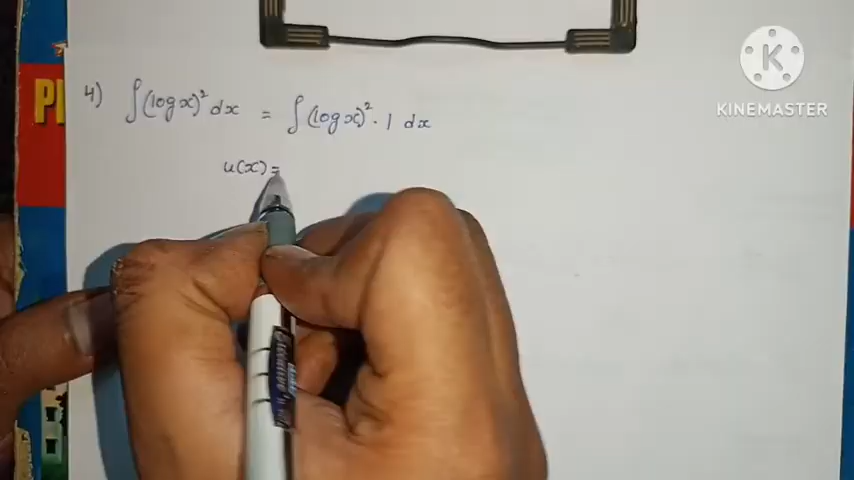 K
KINEMASTER
P
4) ∫(log x)² dx = ∫(log x)² · 1 dx
u(x) =